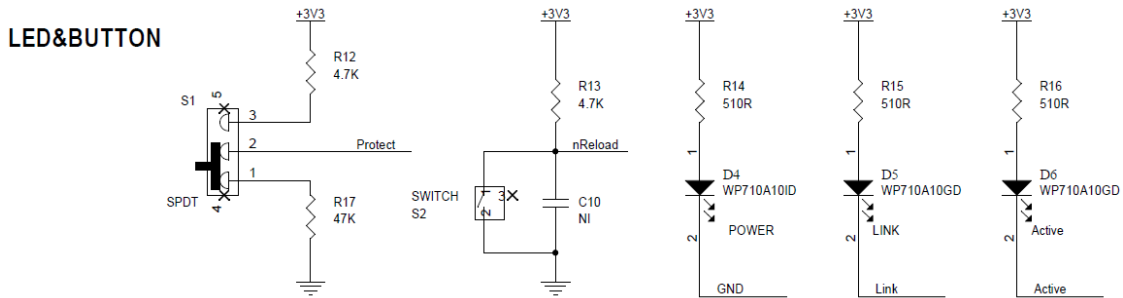 LED&BUTTON
+3V3
+3V3
+3V3
+3V3
+3V3
R12
4.7K
R13
4.7K
R14
510R
R15
510R
R16
510R
S1
5
3
2
1
4
SPDT
Protect
R17
47K
nReload
SWITCH
S2
1
2
3
C10
NI
1
D4
WP710A10ID
2
POWER
GND
1
D5
WP710A10GD
2
LINK
Link
1
D6
WP710A10GD
2
Active
Active